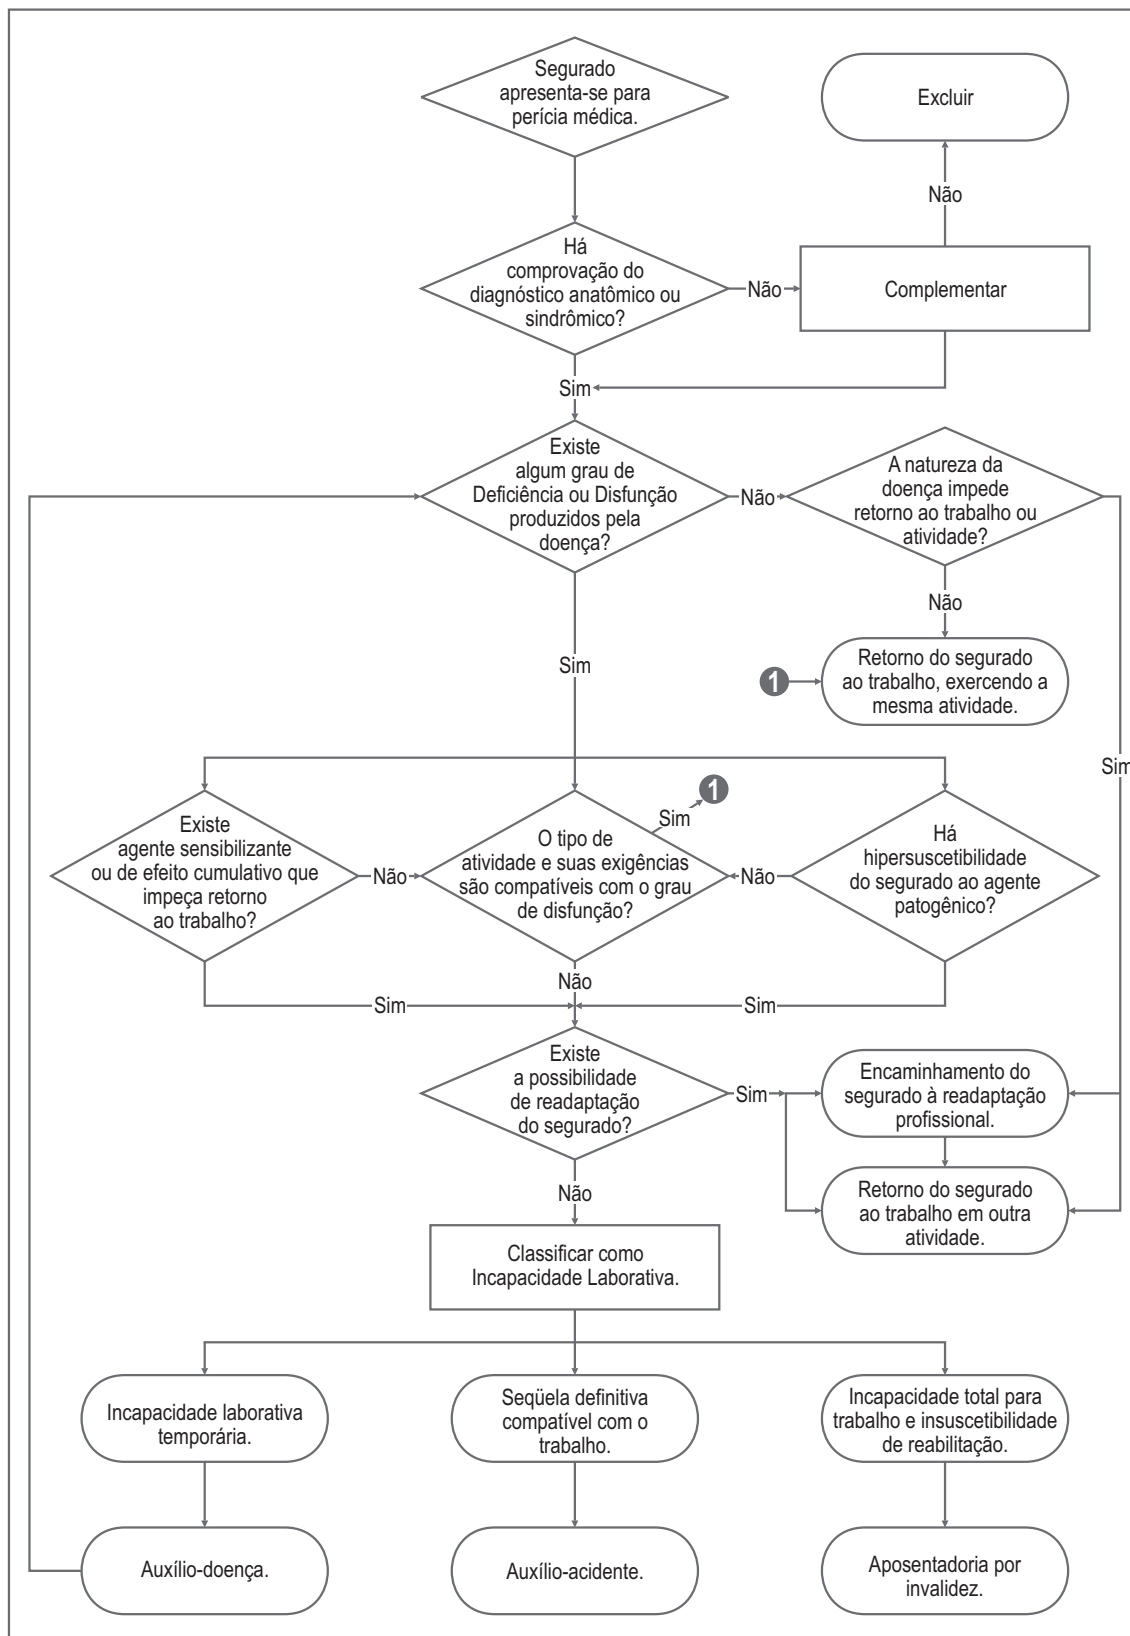 Segurado
apresenta-se para
perícia médica.
Excluir
Não
Há
comprovação do
diagnóstico anatômico ou
sindrômico?
Não
Complementar
Sim
Existe
algum grau de
Deficiência ou Disfunção
produzidos pela
doença?
Não
A natureza da
doença impede
retorno ao trabalho ou
atividade?
Não
Sim
Retorno do segurado
ao trabalho, exercendo a
mesma atividade.
1
Sim
1
Sim
Existe
agente sensibilizante
ou de efeito cumulativo que
impeça retorno
ao trabalho?
Não
O tipo de
atividade e suas exigências
são compatíveis com o grau
de disfunção?
Não
Há
hipersuscetibilidade
do segurado ao agente
patogênico?
Não
Sim
Sim
Existe
a possibilidade
de readaptação
do segurado?
Sim
Encaminhamento do
segurado à readaptação
profissional.
Não
Retorno do segurado
ao trabalho em outra
atividade.
Classificar como
Incapacidade Laborativa.
Incapacidade laborativa
temporária.
Seqüela definitiva
compatível com o
trabalho.
Incapacidade total para
trabalho e insuscetibilidade
de reabilitação.
Auxílio-doença.
Auxílio-acidente.
Aposentadoria por
invalidez.